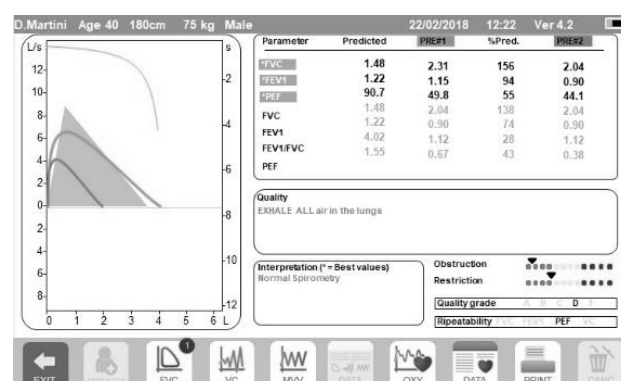 D.Martini Age 40 180cm 75 kg Male 22/02/2018 12:22 Ver 4.2
L/s s
12
10
8
6
4
2
0
2
4
6
8
-2
-4
-6
-8
-10
-12
0 1 2 3 4 5 6 L
Parameter Predicted PRE#1 %Pred. PRE#2
*FVC 1.48 2.31 156 2.04
*FEV1 1.22 1.15 94 0.90
*PEF 90.7 49.8 55 44.1
FVC 1.48 2.04 138 2.04
FEV1 1.22 0.90 74 0.90
FEV1/FVC 4.02 1.12 28 1.12
PEF 1.55 0.67 43 0.38
Quality
EXHALE ALL air in the lungs
Interpretation (* = Best values)
Normal Spirometry
Obstruction
Restriction
Quality grade A B C D F
Repeatability FVC FEV1 PEF VC
1
EXIT FVC VC MVV DATA OXY DATA PRINT CANC